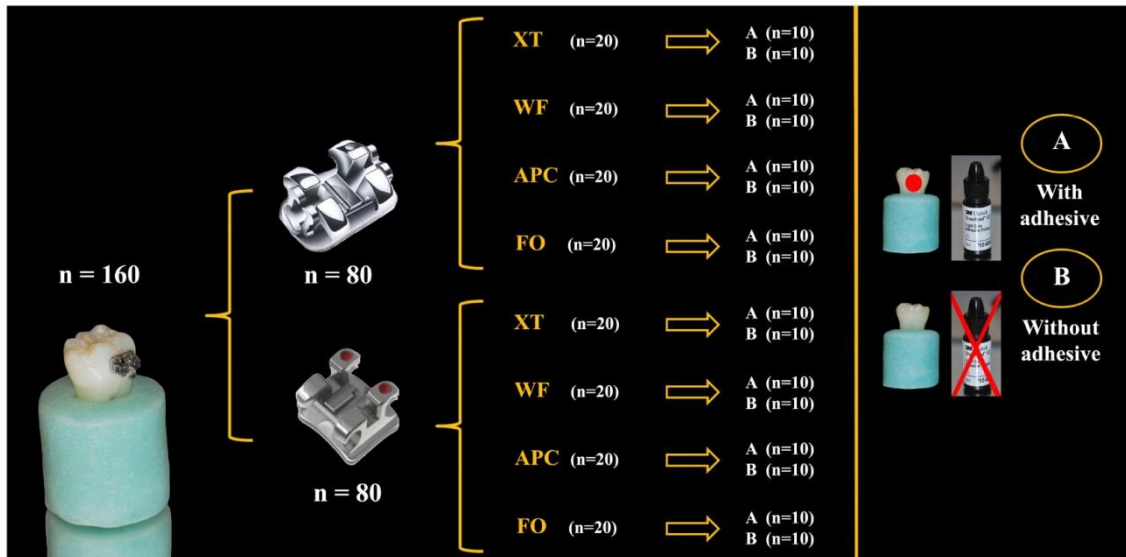 n = 160
n = 80
n = 80
XT (n=20)
A (n=10)
B (n=10)
WF (n=20)
A (n=10)
B (n=10)
APC (n=20)
A (n=10)
B (n=10)
FO (n=20)
A (n=10)
B (n=10)
XT (n=20)
A (n=10)
B (n=10)
WF (n=20)
A (n=10)
B (n=10)
APC (n=20)
A (n=10)
B (n=10)
FO (n=20)
A (n=10)
B (n=10)
A
With
adhesive
3M Unitek
B
Without
adhesive